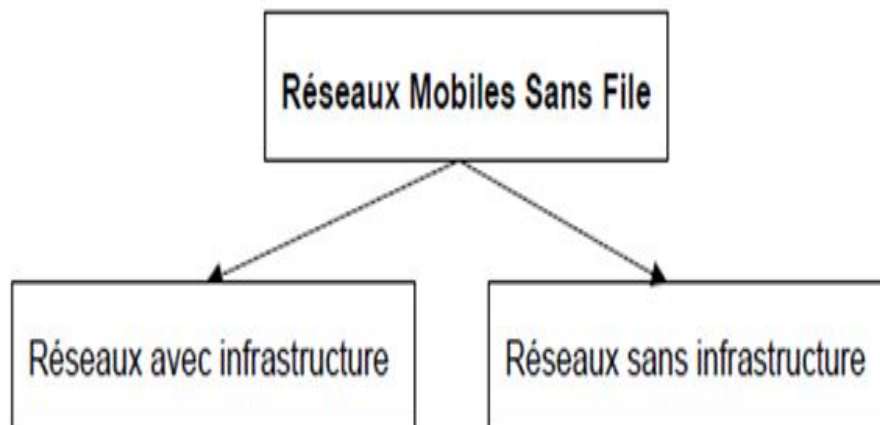 Réseaux Mobiles Sans File
Réseaux avec infrastructure
Réseaux sans infrastructure